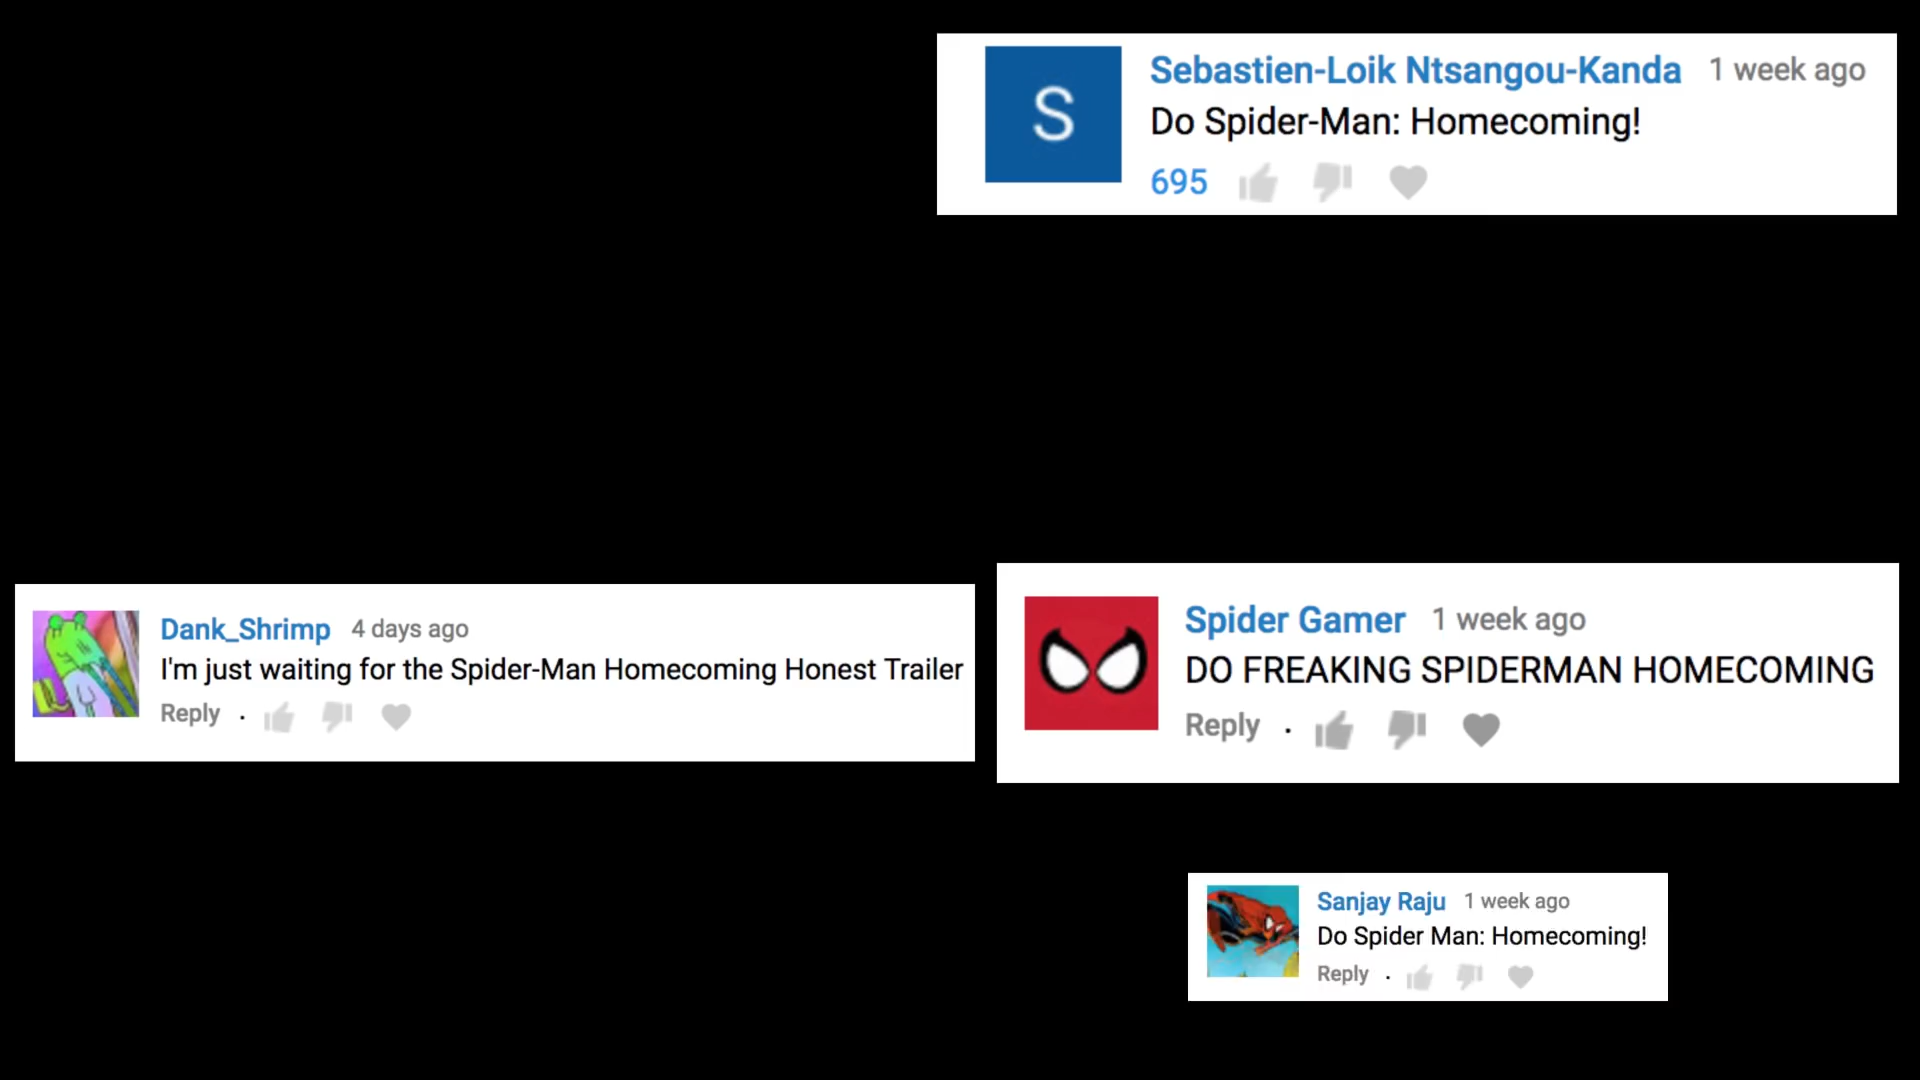 S
Sebastien-Loik Ntsangou-Kanda 1 week ago
Do Spider-Man: Homecoming!
695
Dank_Shrimp 4 days ago
I'm just waiting for the Spider-Man Homecoming Honest Trailer
Reply .
Spider Gamer 1 week ago
DO FREAKING SPIDERMAN HOMECOMING
Reply .
Sanjay Raju 1 week ago
Do Spider Man: Homecoming!
Reply .